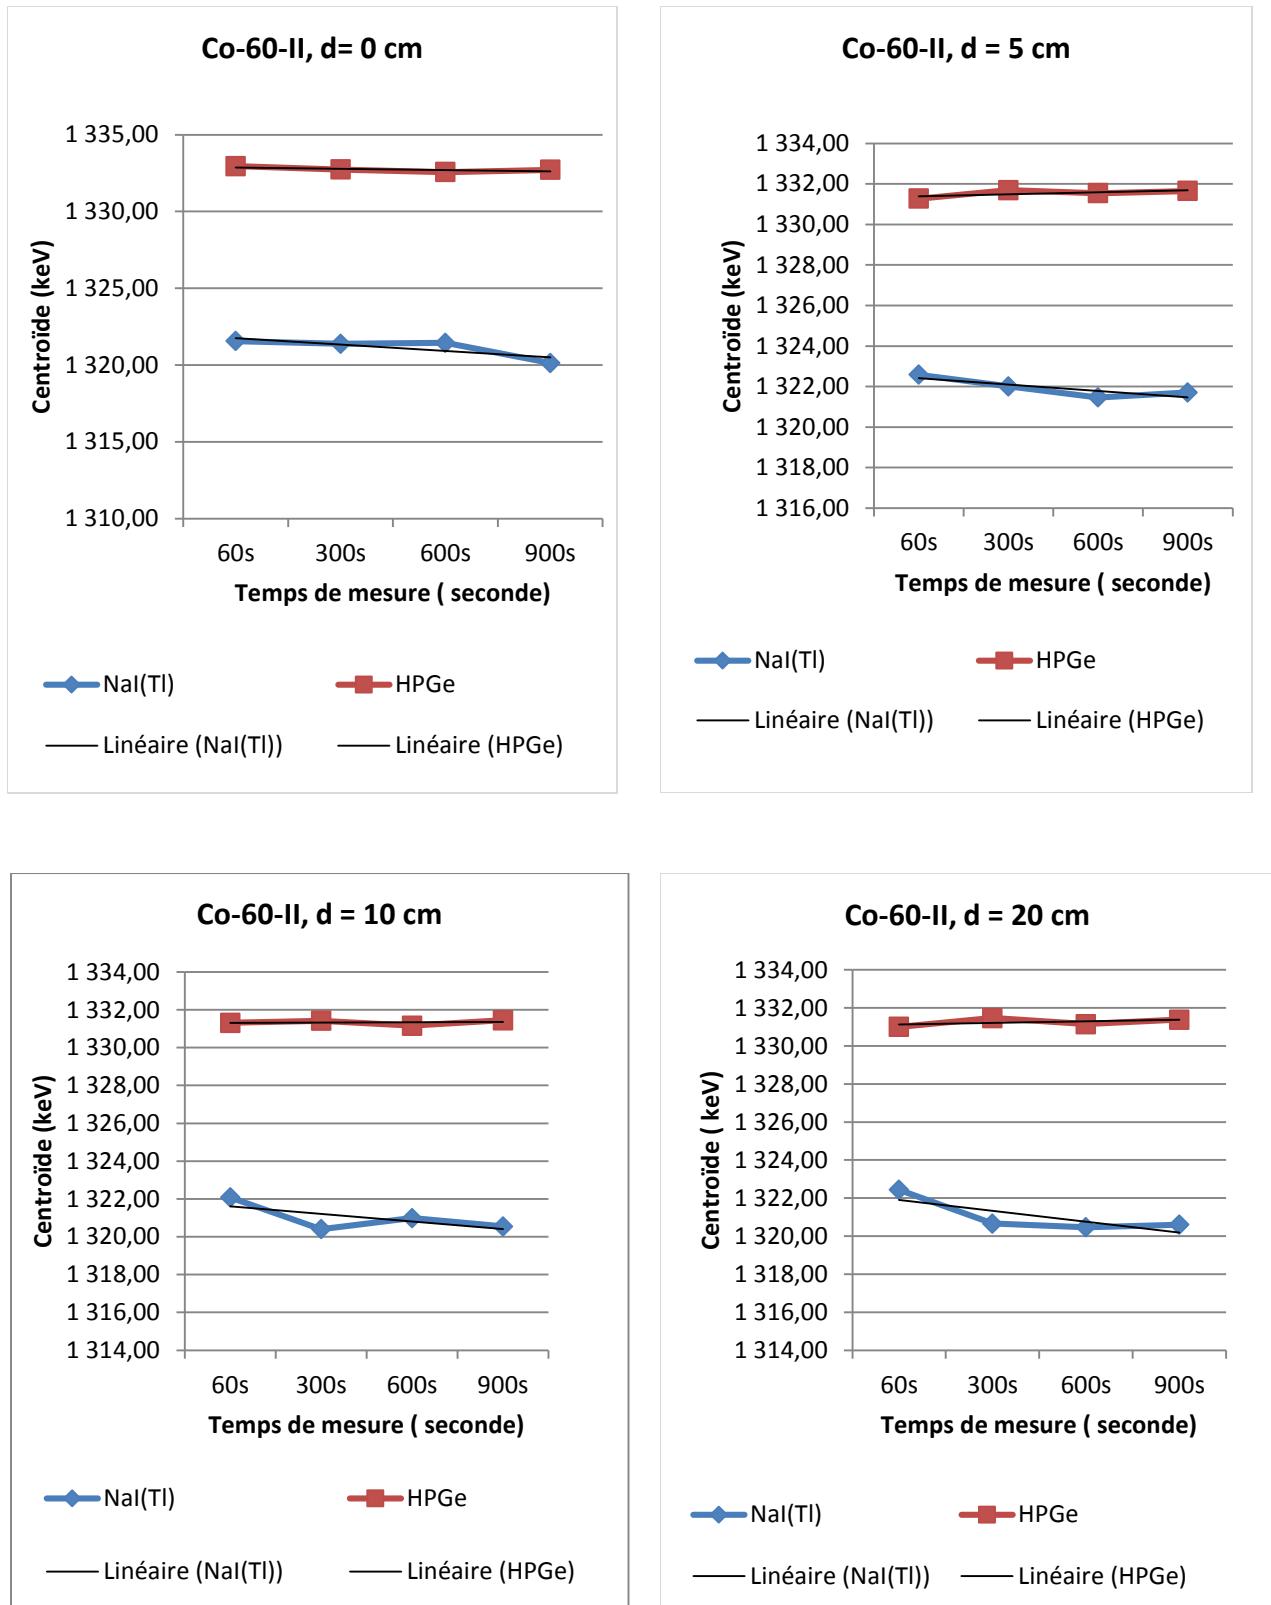 Co-60-II, d= 0 cm
1 335,00
1 330,00
1 325,00
1 320,00
1 315,00
1 310,00
Centroïde (keV)
60s 300s 600s 900s
Temps de mesure ( seconde)
NaI(Tl) HPGe
Linéaire (NaI(Tl)) Linéaire (HPGe)
Co-60-II, d = 5 cm
1 334,00
1 332,00
1 330,00
1 328,00
1 326,00
1 324,00
1 322,00
1 320,00
1 318,00
1 316,00
Centroïde (keV)
60s 300s 600s 900s
Temps de mesure ( seconde)
NaI(Tl) HPGe
Linéaire (NaI(Tl)) Linéaire (HPGe)
Co-60-II, d = 10 cm
1 334,00
1 332,00
1 330,00
1 328,00
1 326,00
1 324,00
1 322,00
1 320,00
1 318,00
1 316,00
1 314,00
Centroïde (keV)
60s 300s 600s 900s
Temps de mesure ( seconde)
NaI(Tl) HPGe
Linéaire (NaI(Tl)) Linéaire (HPGe)
Co-60-II, d = 20 cm
1 334,00
1 332,00
1 330,00
1 328,00
1 326,00
1 324,00
1 322,00
1 320,00
1 318,00
1 316,00
1 314,00
Centroïde ( keV)
60s 300s 600s 900s
Temps de mesure ( seconde)
NaI(Tl) HPGe
Linéaire (NaI(Tl)) Linéaire (HPGe)